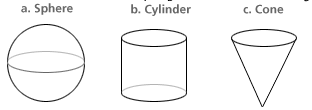 a. Sphere b. Cylinder c. Cone